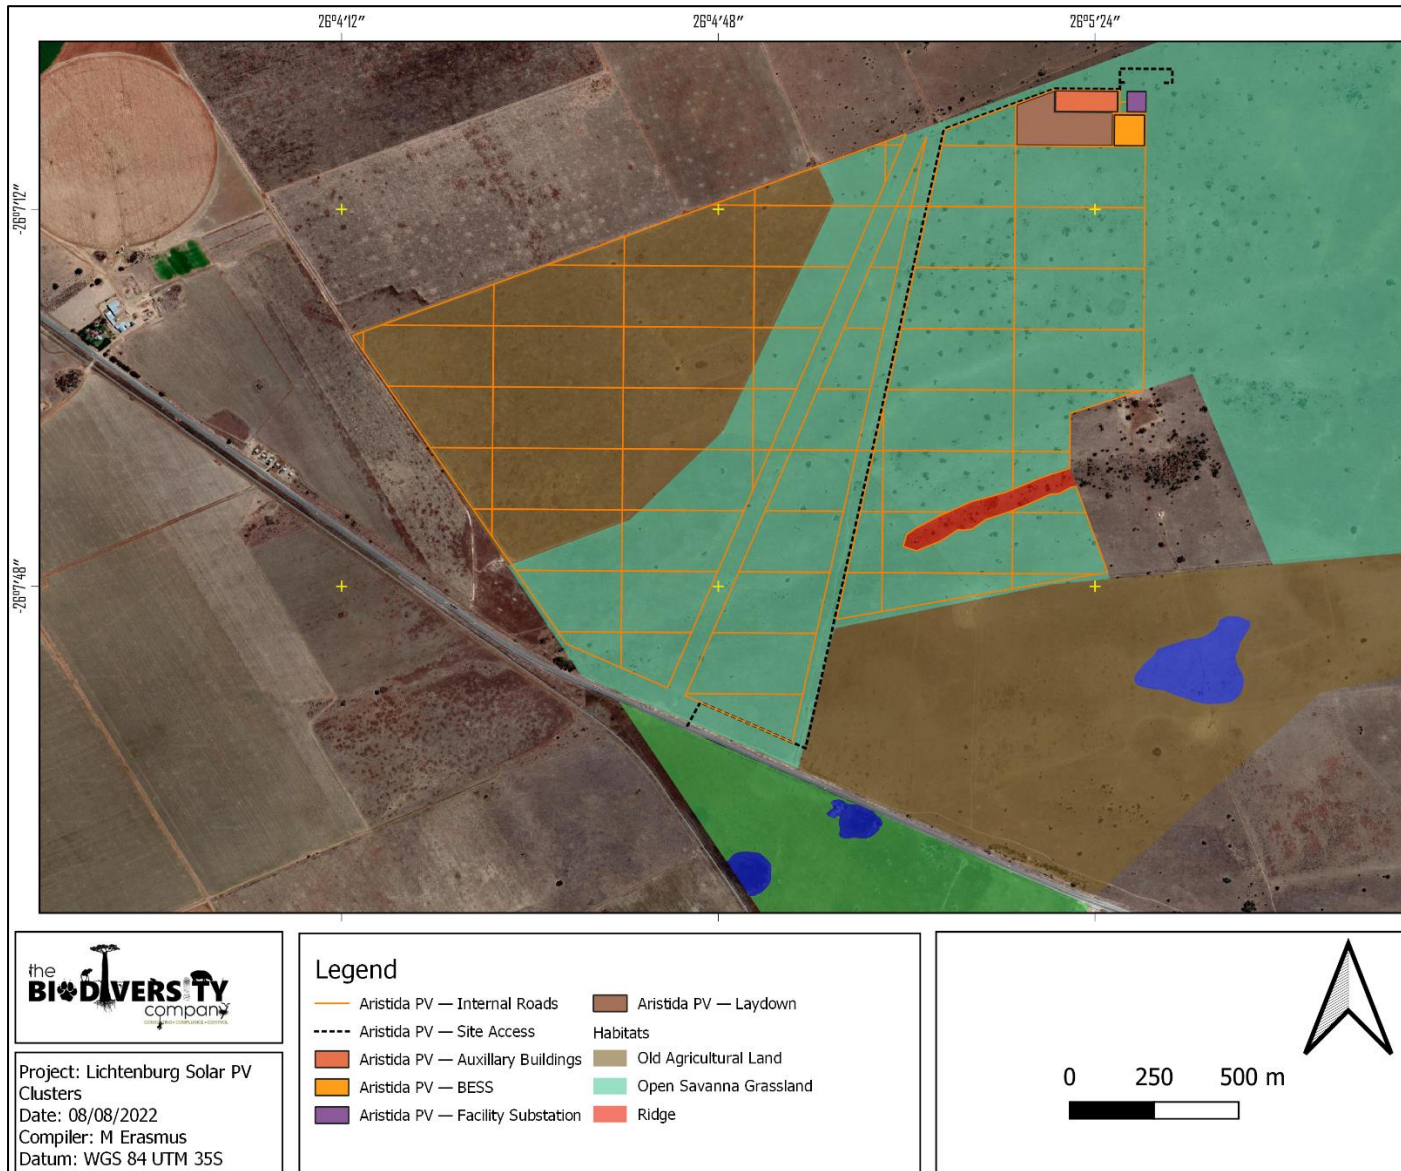 26°4'12"
26°4'48"
26°5'24"
-26°7'12"
-26°7'48"
the
BIODIVERSITY
company
Project: Lichtenburg Solar PV
Clusters
Date: 08/08/2022
Compiler: M Erasmus
Datum: WGS 84 UTM 35S
Legend
Aristida PV — Internal Roads
Aristida PV — Site Access
Aristida PV — Auxillary Buildings
Aristida PV — BESS
Aristida PV — Facility Substation
Aristida PV — Laydown
Habitats
Old Agricultural Land
Open Savanna Grassland
Ridge
0 250 500 m